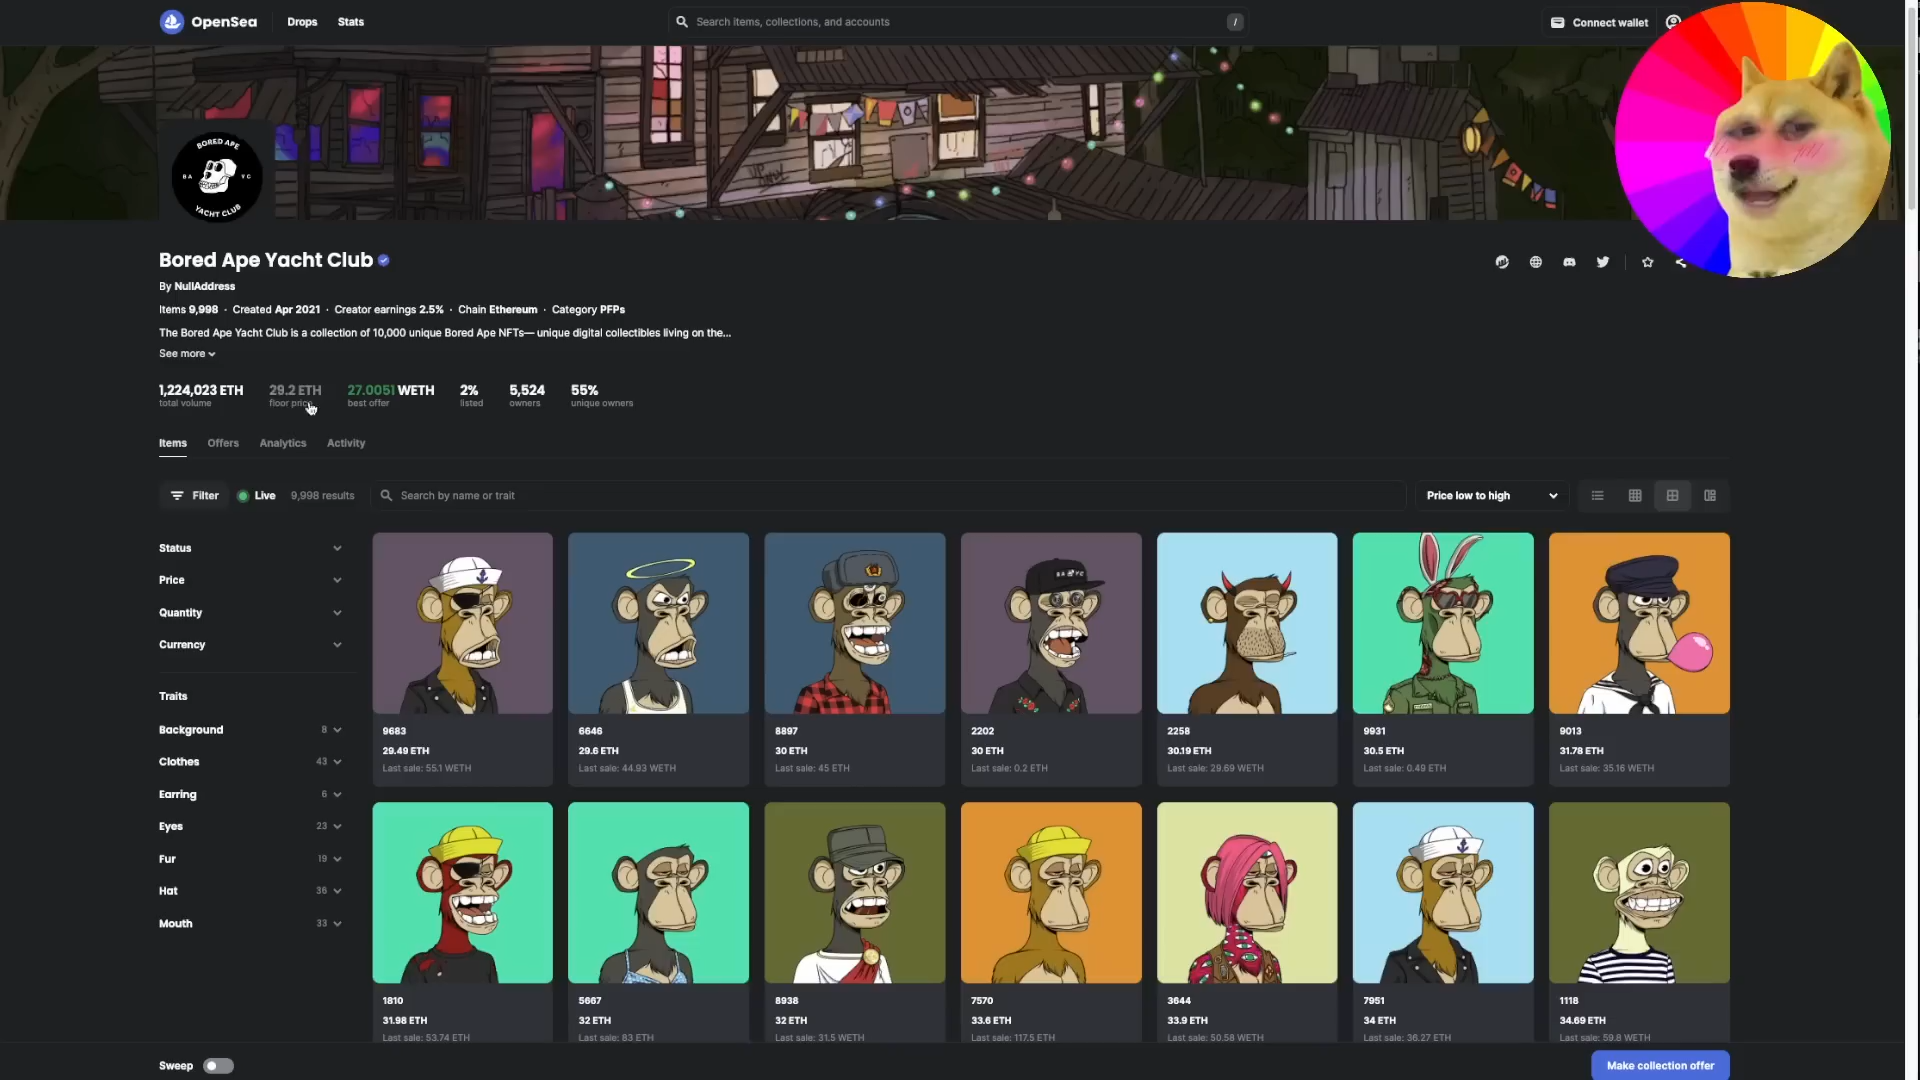 OpenSea
Drops
Stats
Search items, collections, and accounts
/
Connect wallet
BORED APE
BA YC
YACHT CLUB
Bored Ape Yacht Club
By NullAddress
Items 9,998 · Created Apr 2021 · Creator earnings 2.5% · Chain Ethereum · Category PFPs
The Bored Ape Yacht Club is a collection of 10,000 unique Bored Ape NFTs— unique digital collectibles living on the...
See more
1,224,023 ETH 29.2 ETH 27.0051 WETH 2% 5,524 55%
total volume floor price best offer listed owners unique owners
Items Offers Analytics Activity
Filter
Live
9,998 results
Search by name or trait
Price low to high
Status
Price
Quantity
Currency
Traits
Background 8
Clothes 43
Earring 6
Eyes 23
Fur 19
Hat 36
Mouth 33
BAYC
9683
29.49 ETH
Last sale: 55.1 WETH
6646
29.6 ETH
Last sale: 44.93 WETH
8897
30 ETH
Last sale: 45 ETH
2202
30 ETH
Last sale: 0.2 ETH
2258
30.19 ETH
Last sale: 29.69 WETH
9931
30.5 ETH
Last sale: 0.49 ETH
9013
31.78 ETH
Last sale: 35.16 WETH
1810
31.98 ETH
Last sale: 53.74 ETH
5667
32 ETH
Last sale: 83 ETH
8938
32 ETH
Last sale: 31.5 WETH
7570
33.6 ETH
Last sale: 117.5 ETH
3644
33.9 ETH
Last sale: 50.58 WETH
7951
34 ETH
Last sale: 36.27 ETH
1118
34.69 ETH
Last sale: 59.8 WETH
Sweep
Make collection offer